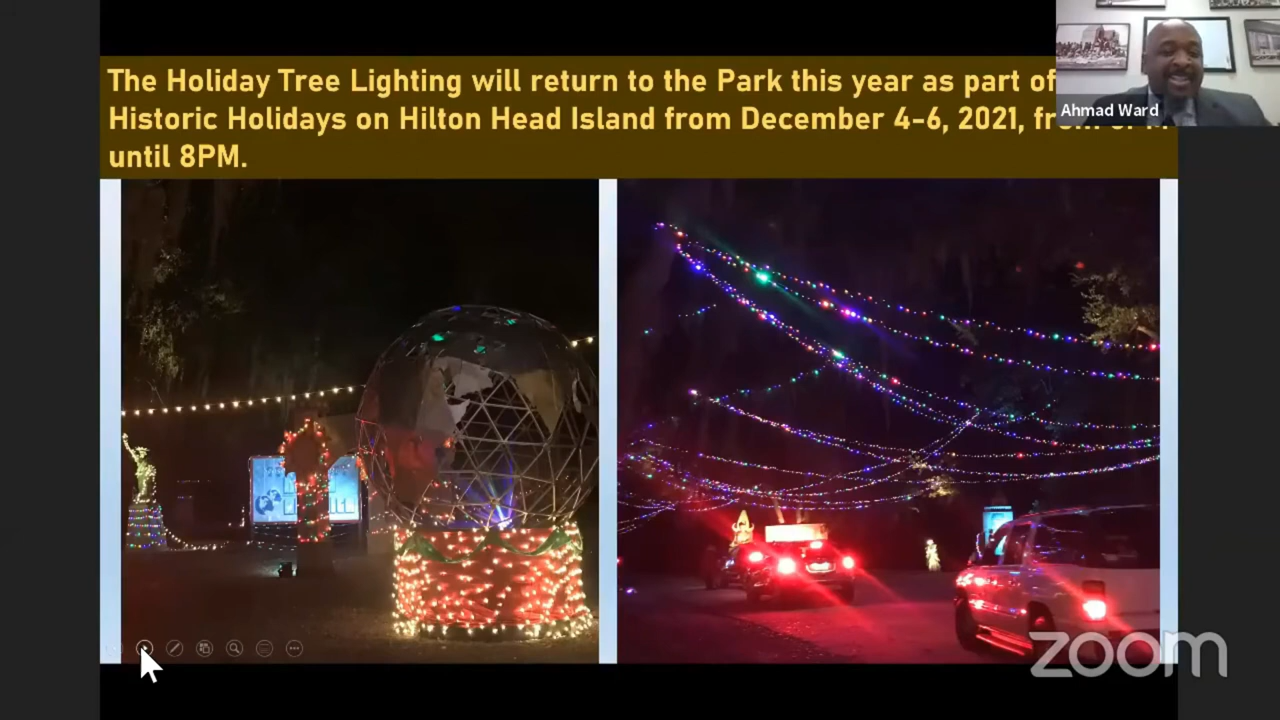 The Holiday Tree Lighting will return to the Park this year as part of
Historic Holidays on Hilton Head Island from December 4-6, 2021,
until 8PM.
Ahmad Ward
zoom